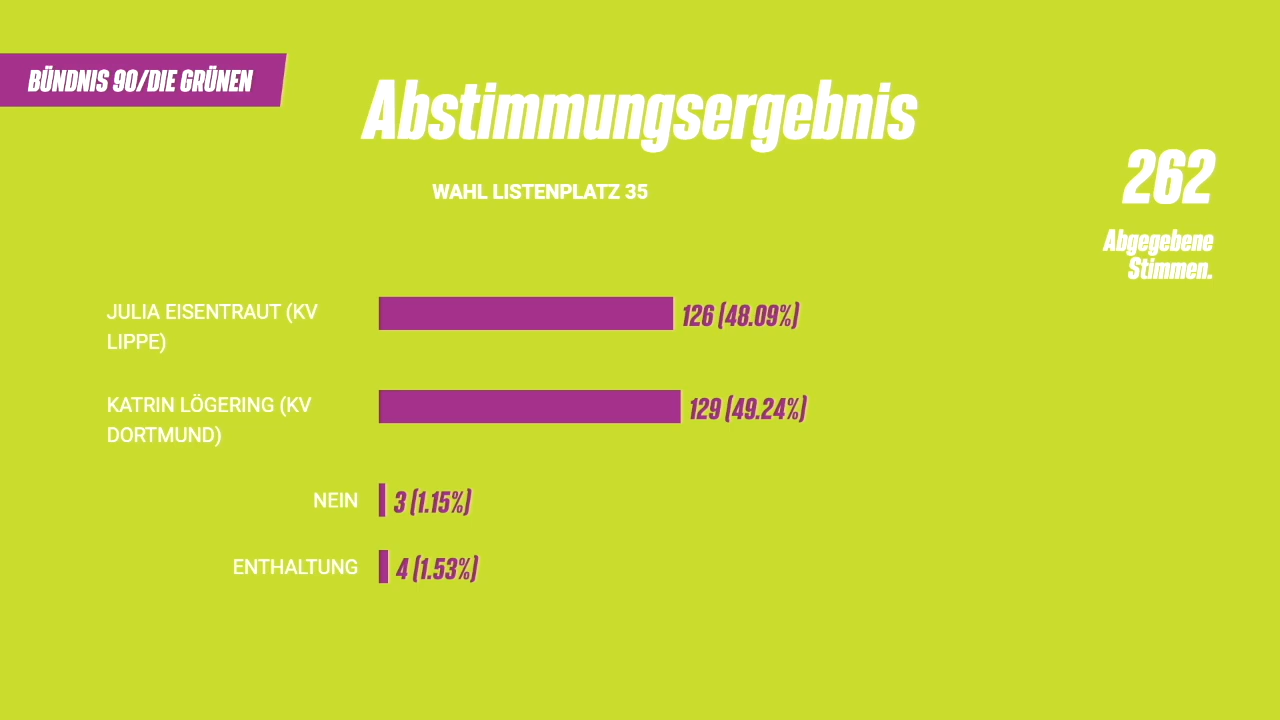 BÜNDNIS 90/DIE GRÜNEN
Abstimmungsergebnis
WAHL LISTENPLATZ 35
262
Abgegebene
Stimmen.
JULIA EISENTRAUT (KV
LIPPE)
126 (48.09%)
KATRIN LÖGERING (KV
DORTMUND)
129 (49.24%)
NEIN
3 (1.15%)
ENTHALTUNG
4 (1.53%)